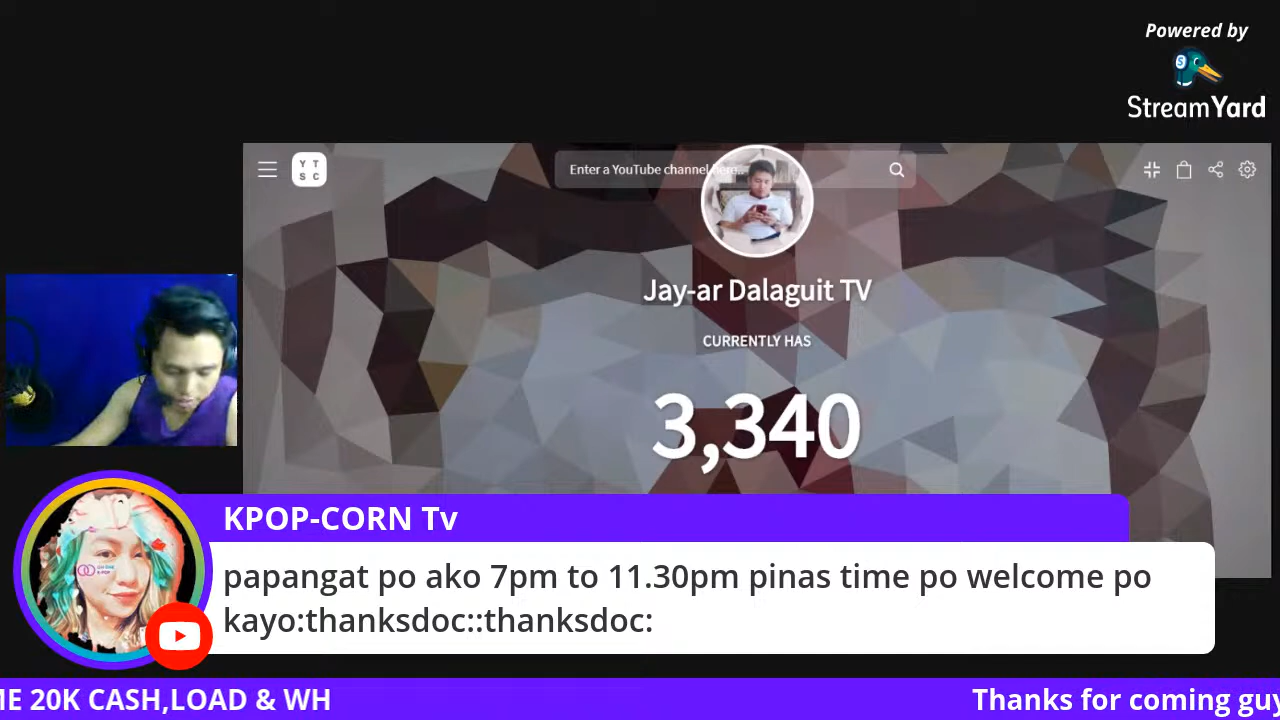 Powered by
StreamYard
Y T
S C
Enter a YouTube channel here...
Jay-ar Dalaguit TV
CURRENTLY HAS
3,340
KPOP-CORN Tv
papangat po ako 7pm to 11.30pm pinas time po welcome po
kayo:thanksdoc::thanksdoc:
ME 20K CASH,LOAD & WH
Thanks for coming guy